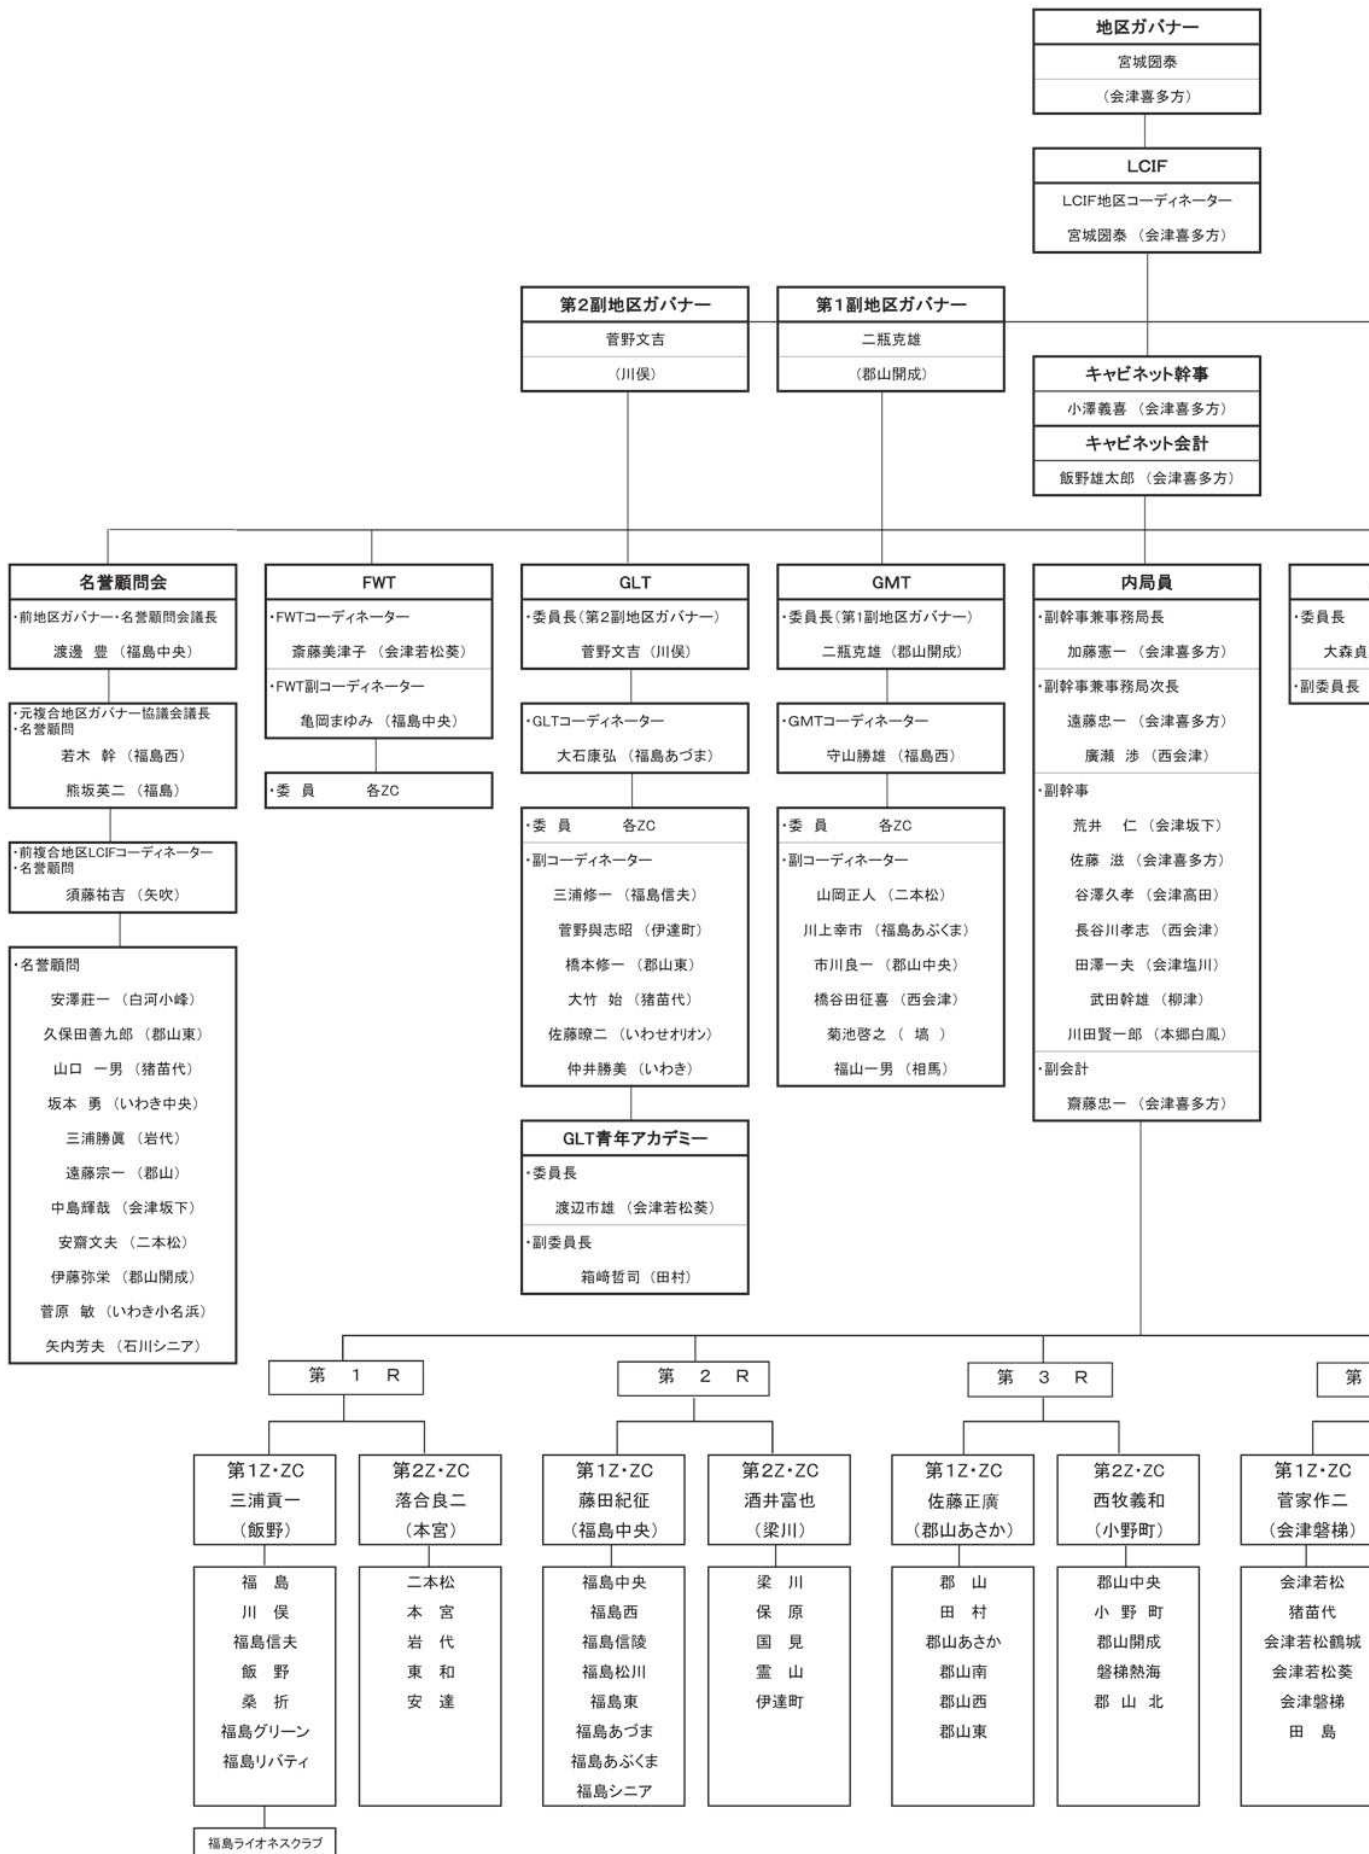 地区ガバナー
宮城圀泰
(会津喜多方)
LCIF
LCIF地区コーディネーター
宮城圀泰 (会津喜多方)
第2副地区ガバナー
菅野文吉
(川俣)
第1副地区ガバナー
二瓶克雄
(郡山開成)
キャビネット幹事
小澤義喜 (会津喜多方)
キャビネット会計
飯野雄太郎 (会津喜多方)
名誉顧問会
・前地区ガバナー・名誉顧問会議長
渡邊 豊 (福島中央)
・元複合地区ガバナー協議会議長
・名誉顧問
若木 幹 (福島西)
熊坂英二 (福島)
・前複合地区LCIFコーディネーター
・名誉顧問
須藤祐吉 (矢吹)
・名誉顧問
安澤莊一 (白河小峰)
久保田善九郎 (郡山東)
山口 一男 (猪苗代)
坂本 勇 (いわき中央)
三浦勝眞 (岩代)
遠藤宗一 (郡山)
中島輝哉 (会津坂下)
安齋文夫 (二本松)
伊藤弥栄 (郡山開成)
菅原 敏 (いわき小名浜)
矢内芳夫 (石川シニア)
FWT
・FWTコーディネーター
斎藤美津子 (会津若松葵)
・FWT副コーディネーター
亀岡まゆみ (福島中央)
・委 員 各ZC
GLT
・委員長(第2副地区ガバナー)
菅野文吉 (川俣)
・GLTコーディネーター
大石康弘 (福島あづま)
・委 員 各ZC
・副コーディネーター
三浦修一 (福島信夫)
菅野與志昭 (伊達町)
橋本修一 (郡山東)
大竹 始 (猪苗代)
佐藤暸二 (いわせオリオン)
仲井勝美 (いわき)
GLT青年アカデミー
・委員長
渡辺市雄 (会津若松葵)
・副委員長
箱﨑哲司 (田村)
GMT
・委員長(第1副地区ガバナー)
二瓶克雄 (郡山開成)
・GMTコーディネーター
守山勝雄 (福島西)
・委 員 各ZC
・副コーディネーター
山岡正人 (二本松)
川上幸市 (福島あぶくま)
市川良一 (郡山中央)
橋谷田征喜 (西会津)
菊池啓之 ( 塙 )
福山一男 (相馬)
内局員
・副幹事兼事務局長
加藤憲一 (会津喜多方)
・副幹事兼事務局次長
遠藤忠一 (会津喜多方)
廣瀬 渉 (西会津)
・副幹事
荒井 仁 (会津坂下)
佐藤 滋 (会津喜多方)
谷澤久孝 (会津高田)
長谷川孝志 (西会津)
田澤一夫 (会津塩川)
武田幹雄 (柳津)
川田賢一郎 (本郷白鳳)
・副会計
齋藤忠一 (会津喜多方)
・委員長
大森貞
・副委員長
第 1 R
第 2 R
第 3 R
第
第1Z・ZC
三浦貢一
(飯野)
福 島
川 俣
福島信夫
飯 野
桑 折
福島グリーン
福島リバティ
福島ライオネスクラブ
第2Z・ZC
落合良二
(本宮)
二本松
本 宮
岩 代
東 和
安 達
第1Z・ZC
藤田紀征
(福島中央)
福島中央
福島西
福島信陵
福島松川
福島東
福島あづま
福島あぶくま
福島シニア
第2Z・ZC
酒井富也
(梁川)
梁 川
保 原
国 見
霊 山
伊達町
第1Z・ZC
佐藤正廣
(郡山あさか)
郡 山
田 村
郡山あさか
郡山南
郡山西
郡山東
第2Z・ZC
西牧義和
(小野町)
郡山中央
小 野 町
郡山開成
磐梯熱海
郡 山 北
第1Z・ZC
菅家作二
(会津磐梯)
会津若松
猪苗代
会津若松鶴城
会津若松葵
会津磐梯
田 島